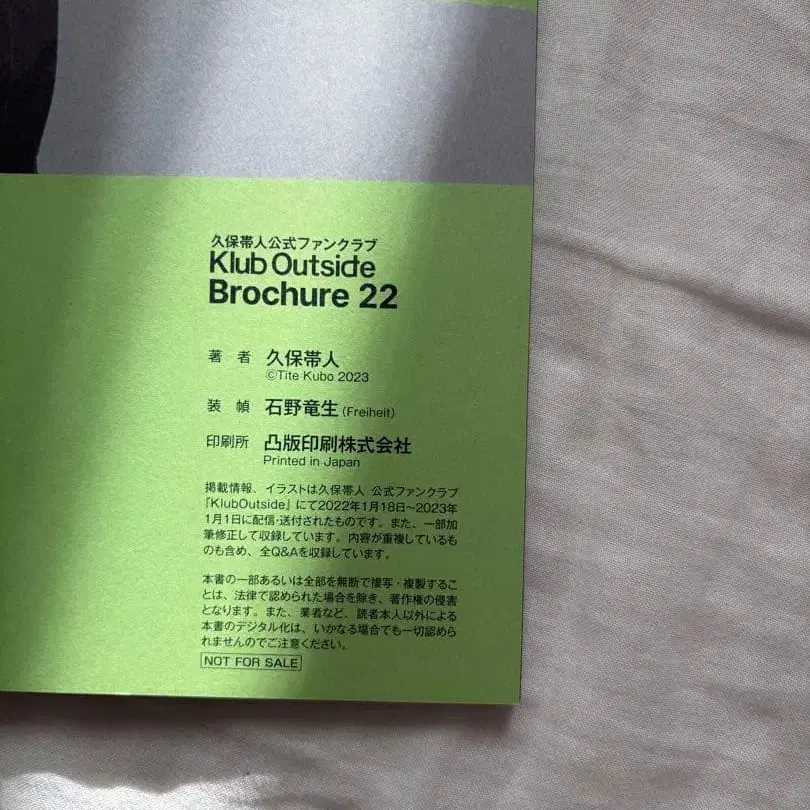 久保帯人公式ファンクラブ
Klub Outside
Brochure 22
著 者 久保帯人
©Tite Kubo 2023
装 幀 石野竜生 (Freiheit)
印刷所 凸版印刷株式会社
Printed in Japan
掲載情報、イラストは久保帯人 公式ファンクラブ
『KlubOutside』にて2022年1月18日〜2023年
1月1日に配信・送付されたものです。また、一部加
筆修正して収録しています。内容が重複しているも
のも含め、全Q&Aを収録しています。
本書の一部あるいは全部を無断で複写・複製するこ
とは、法律で認められた場合を除き、著作権の侵害
となります。また、業者など、読者本人以外による
本書のデジタル化は、いかなる場合でも一切認めら
れませんのでご注意ください。
NOT FOR SALE